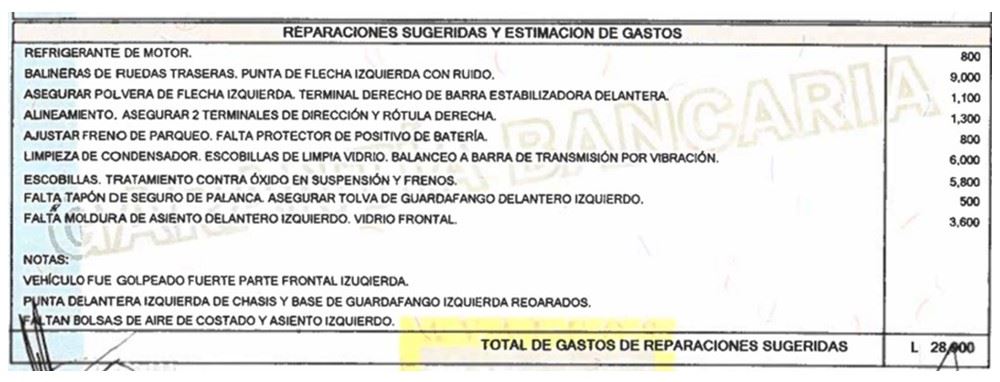 REPARACIONES SUGERIDAS Y ESTIMACION DE GASTOS
REFRIGERANTE DE MOTOR. 800
BALINERAS DE RUEDAS TRASERAS. PUNTA DE FLECHA IZQUIERDA CON RUIDO. 9,000
ASEGURAR POLVERA DE FLECHA IZQUIERDA. TERMINAL DERECHO DE BARRA ESTABILIZADORA DELANTERA. 1,100
ALINEAMIENTO. ASEGURAR 2 TERMINALES DE DIRECCIÓN Y RÓTULA DERECHA. 1,300
AJUSTAR FRENO DE PARQUEO. FALTA PROTECTOR DE POSITIVO DE BATERÍA. 800
LIMPIEZA DE CONDENSADOR. ESCOBILLAS DE LIMPIA VIDRIO. BALANCEO A BARRA DE TRANSMISIÓN POR VIBRACIÓN. 6,000
ESCOBILLAS. TRATAMIENTO CONTRA ÓXIDO EN SUSPENSIÓN Y FRENOS. 5,800
FALTA TAPÓN DE SEGURO DE PALANCA. ASEGURAR TOLVA DE GUARDAFANGO DELANTERO IZQUIERDO. 500
FALTA MOLDURA DE ASIENTO DELANTERO IZQUIERDO. VIDRIO FRONTAL. 3,600
NOTAS:
VEHÍCULO FUE GOLPEADO FUERTE PARTE FRONTAL IZUQIERDA.
PUNTA DELANTERA IZQUIERDA DE CHASIS Y BASE DE GUARDAFANGO IZQUIERDA REOARADOS.
FALTAN BOLSAS DE AIRE DE COSTADO Y ASIENTO IZQUIERDO.
TOTAL DE GASTOS DE REPARACIONES SUGERIDAS L 28,900